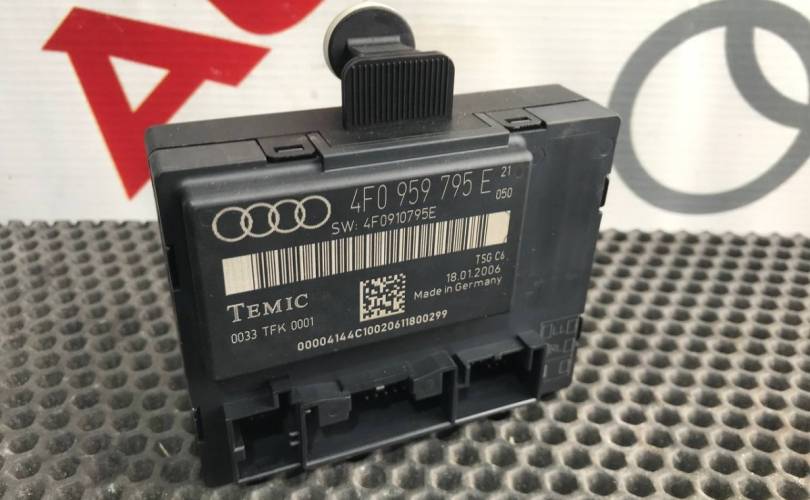 4F0 959 795 E 21
050
SW: 4F0910795E
TSG C6
18.01.2006
Made in Germany
TEMIC
0033 TFK 0001
00004144C10020611800299